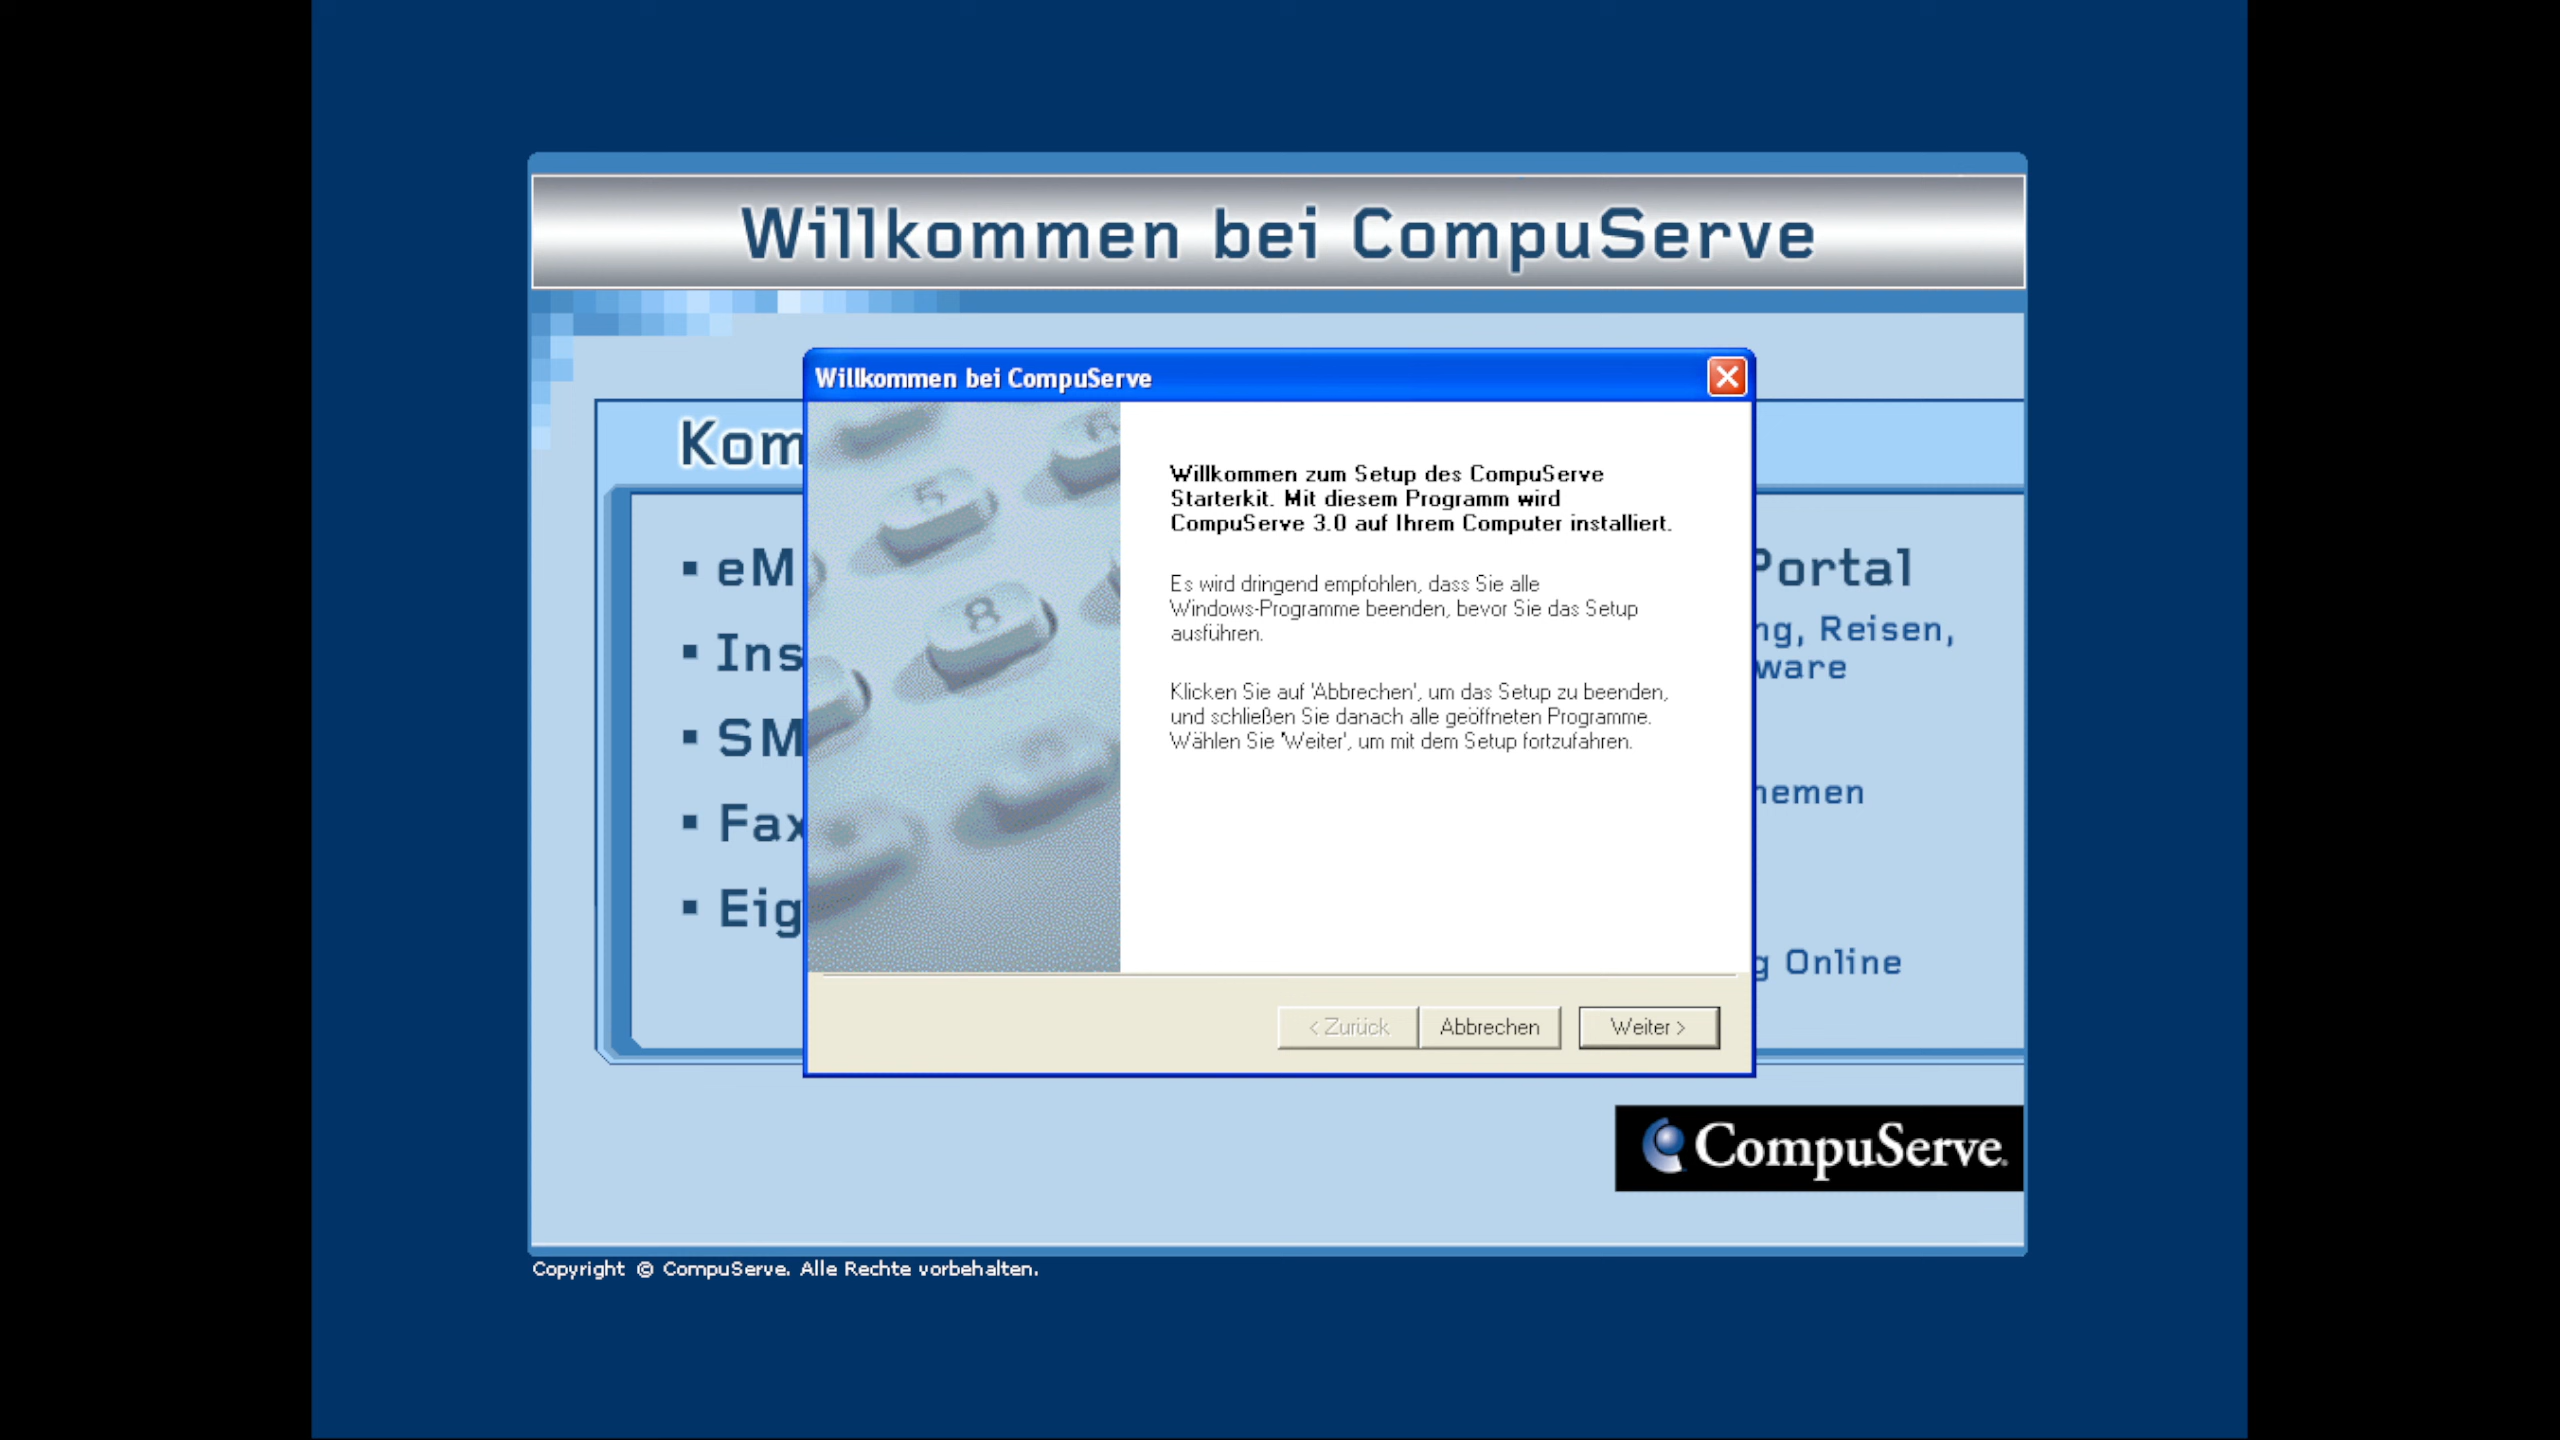 Willkommen bei CompuServe
Willkommen bei CompuServe
Willkommen zum Setup des CompuServe
Starterkit. Mit diesem Programm wird
CompuServe 3.0 auf Ihrem Computer installiert.
Es wird dringend empfohlen, dass Sie alle
Windows-Programme beenden, bevor Sie das Setup
ausführen.
Klicken Sie auf 'Abbrechen', um das Setup zu beenden,
und schließen Sie danach alle geöffneten Programme.
Wählen Sie 'Weiter', um mit dem Setup fortzufahren.
5
8
< Zurück
Abbrechen
Weiter >
Kom
▪ eM
▪ Ins
▪ SM
▪ Fax
▪ Eig
Portal
ng, Reisen,
ware
hemen
g Online
CompuServe.
Copyright © CompuServe. Alle Rechte vorbehalten.